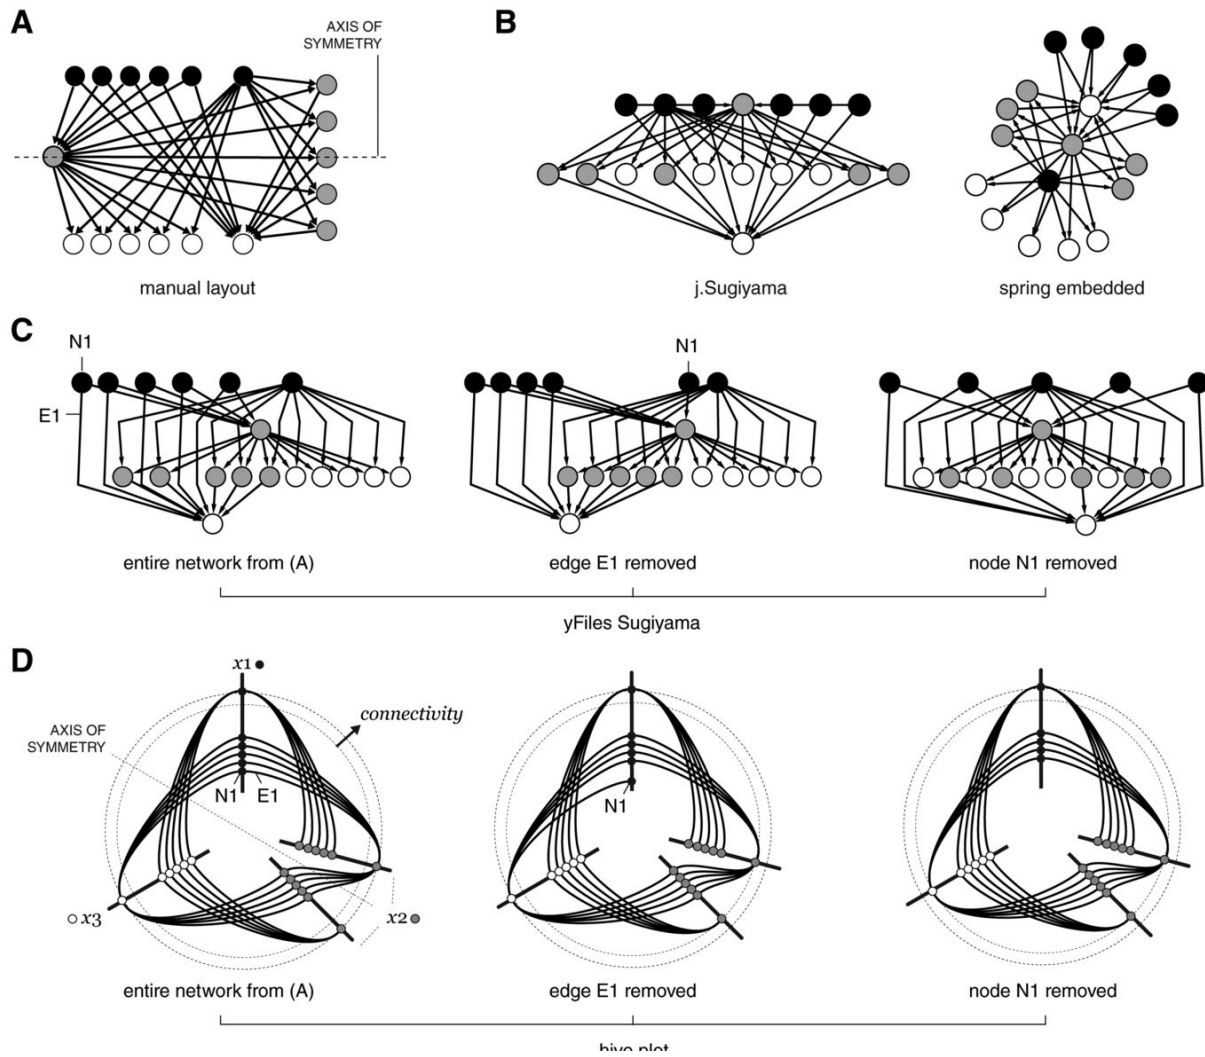 A
AXIS OF
SYMMETRY
manual layout
B
j.Sugiyama
spring embedded
C
N1
E1
N1
entire network from (A)
edge E1 removed
node N1 removed
yFiles Sugiyama
D
x1
AXIS OF
SYMMETRY
connectivity
N1
E1
N1
x3
x2
entire network from (A)
edge E1 removed
node N1 removed
hive plot